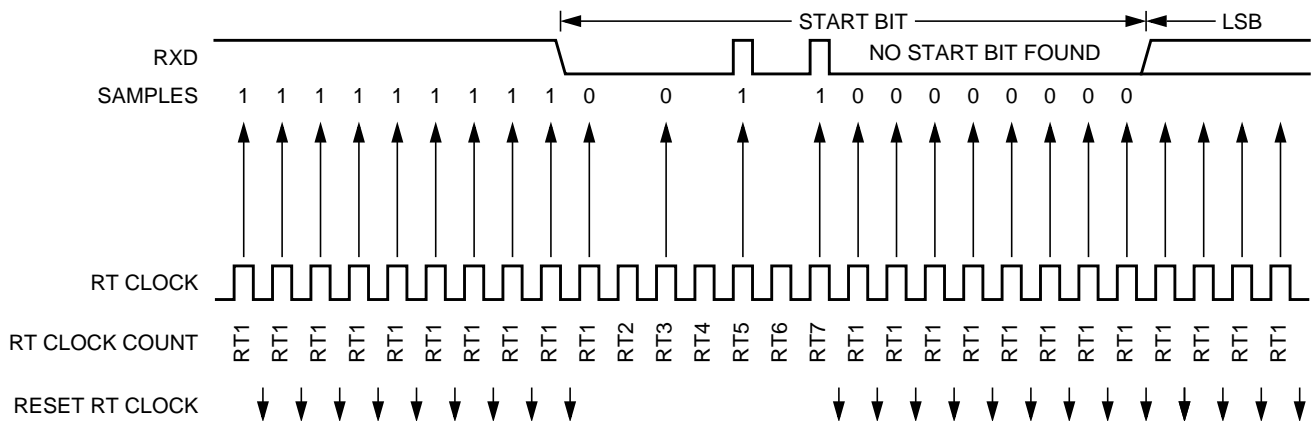 START BIT LSB
RXD NO START BIT FOUND
SAMPLES 1 1 1 1 1 1 1 1 1 0 0 1 1 0 0 0 0 0 0 0 0
RT CLOCK
RT CLOCK COUNT RT1 RT1 RT1 RT1 RT1 RT1 RT1 RT1 RT1 RT1 RT2 RT3 RT4 RT5 RT6 RT7 RT1 RT1 RT1 RT1 RT1 RT1 RT1 RT1 RT1 RT1 RT1 RT1
RESET RT CLOCK